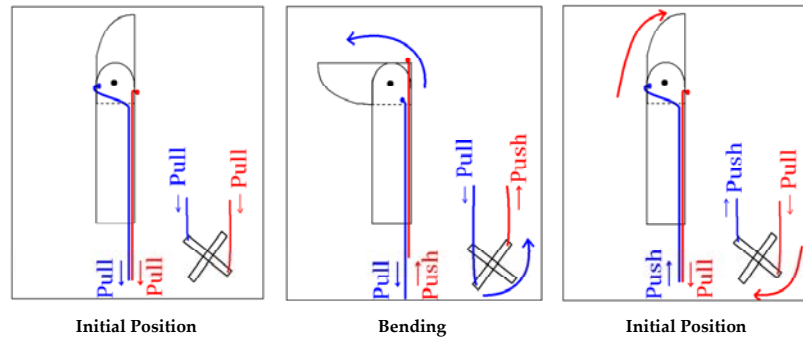 ← Pull
← Pull
Pull ↓
↓ Pull
Initial Position
← Pull
→ Push
Pull ↓
↑ Push
Bending
→ Push
← Pull
Push ↑
↓ Pull
Initial Position